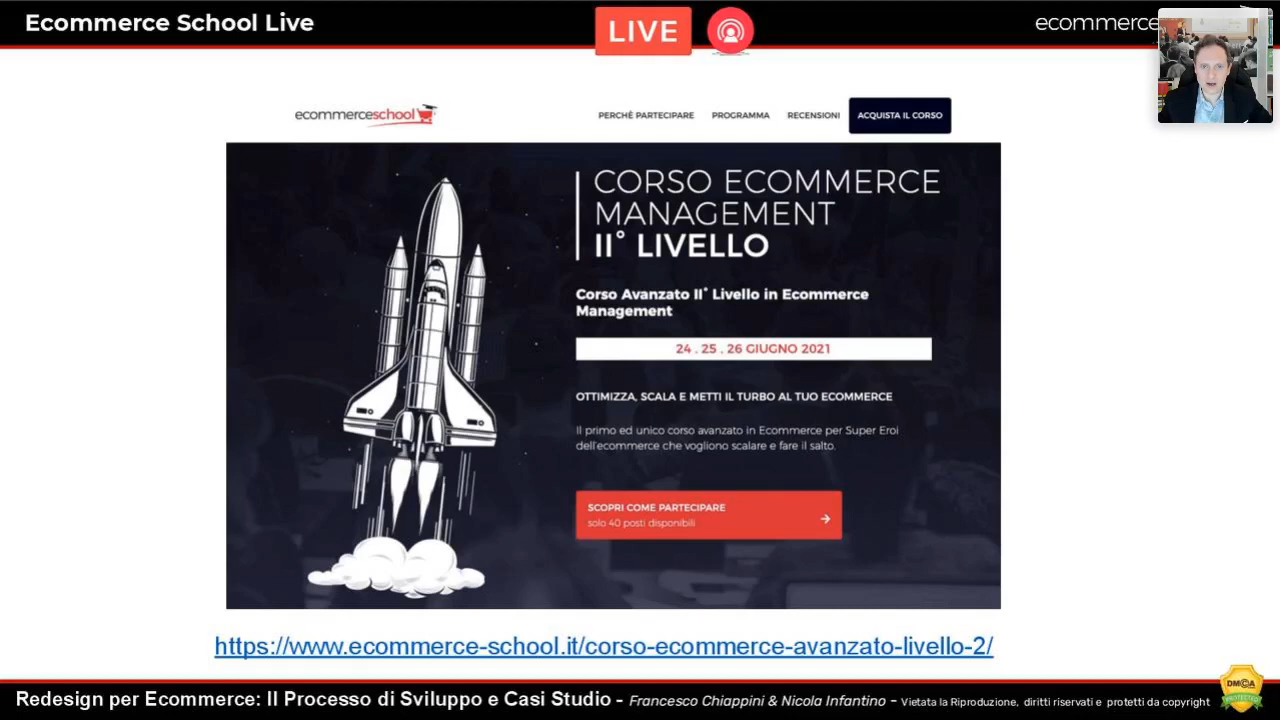 Ecommerce School Live
LIVE
ecommerce
ecommerceschool
PERCHÈ PARTECIPARE PROGRAMMA RECENSIONI ACQUISTA IL CORSO
CORSO ECOMMERCE
MANAGEMENT
II° LIVELLO
Corso Avanzato II° Livello in Ecommerce
Management
24 . 25 . 26 GIUGNO 2021
OTTIMIZZA, SCALA E METTI IL TURBO AL TUO ECOMMERCE
Il primo ed unico corso avanzato in Ecommerce per Super Eroi
dell'ecommerce che vogliono scalare e fare il salto.
SCOPRI COME PARTECIPARE
solo 40 posti disponibili
https://www.ecommerce-school.it/corso-ecommerce-avanzato-livello-2/
Redesign per Ecommerce: Il Processo di Sviluppo e Casi Studio - Francesco Chiappini & Nicola Infantino - Vietata la Riproduzione, diritti riservati e protetti da copyright
DMCA
PROTECTED